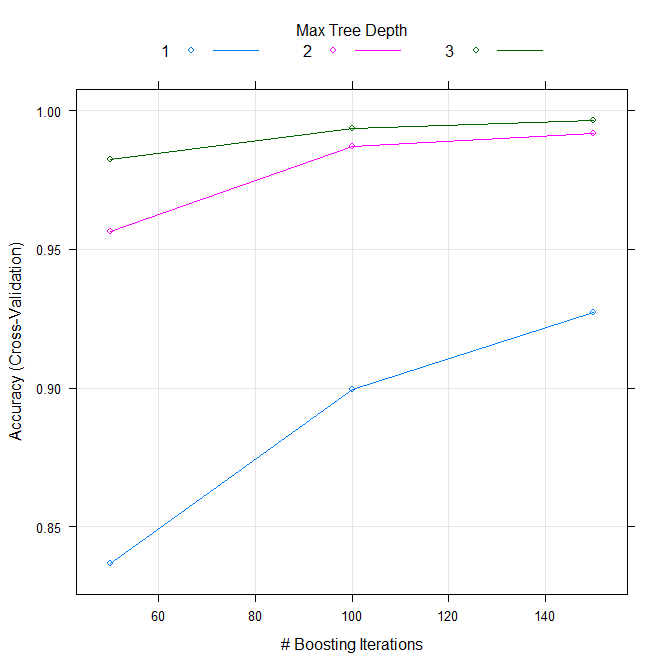 Max Tree Depth
1 2 3
1.00
0.95
0.90
0.85
Accuracy (Cross-Validation)
60 80 100 120 140
# Boosting Iterations